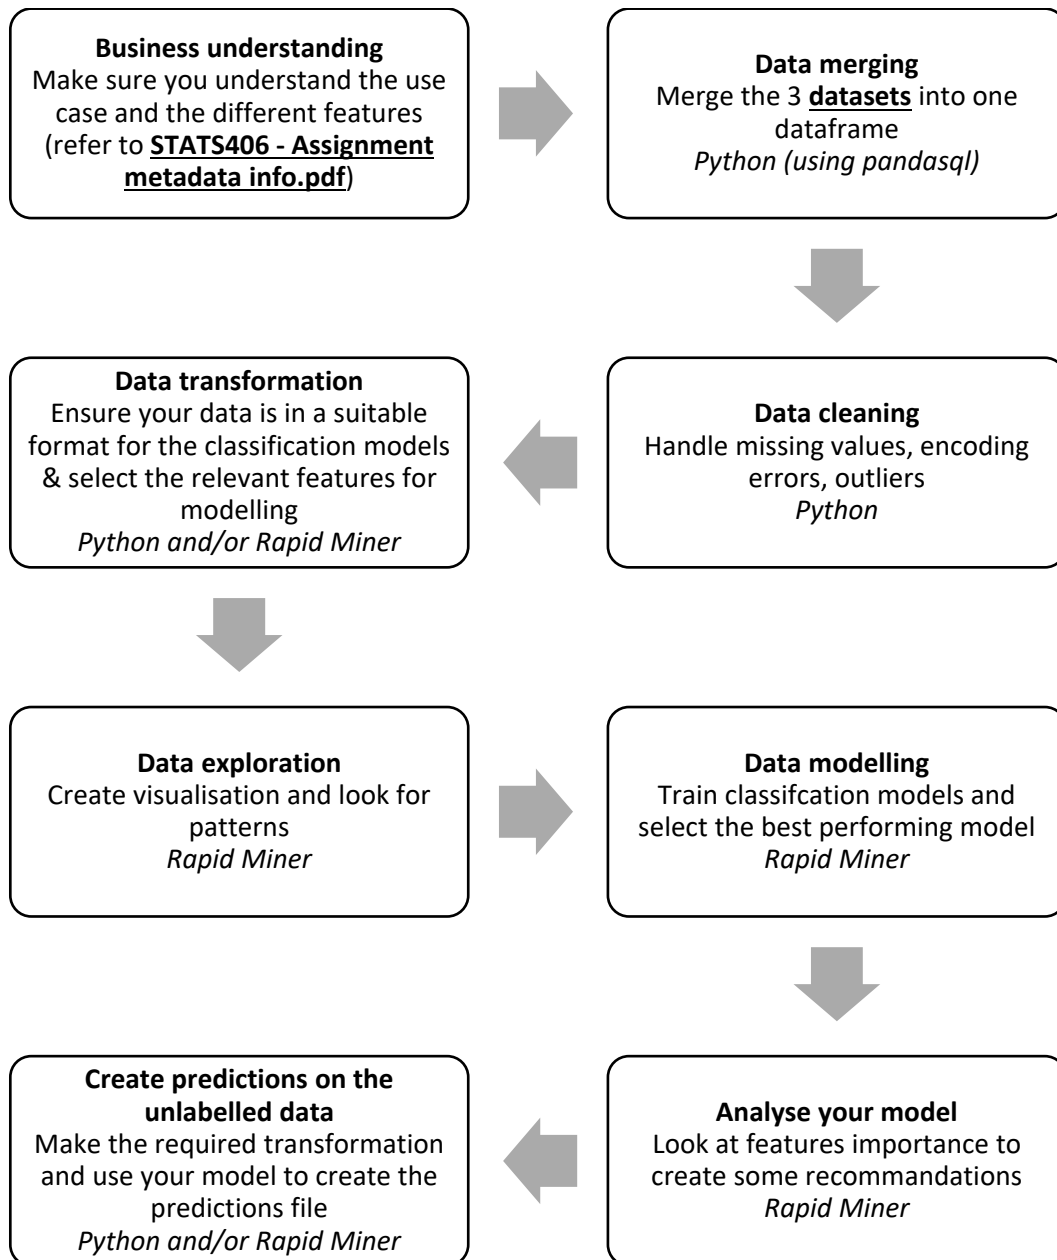 Business understanding
Make sure you understand the use
case and the different features
(refer to STATS406 - Assignment
metadata info.pdf)
Data merging
Merge the 3 datasets into one
dataframe
Python (using pandasql)
Data cleaning
Handle missing values, encoding
errors, outliers
Python
Data transformation
Ensure your data is in a suitable
format for the classification models
& select the relevant features for
modelling
Python and/or Rapid Miner
Data exploration
Create visualisation and look for
patterns
Rapid Miner
Data modelling
Train classifcation models and
select the best performing model
Rapid Miner
Analyse your model
Look at features importance to
create some recommandations
Rapid Miner
Create predictions on the
unlabelled data
Make the required transformation
and use your model to create the
predictions file
Python and/or Rapid Miner